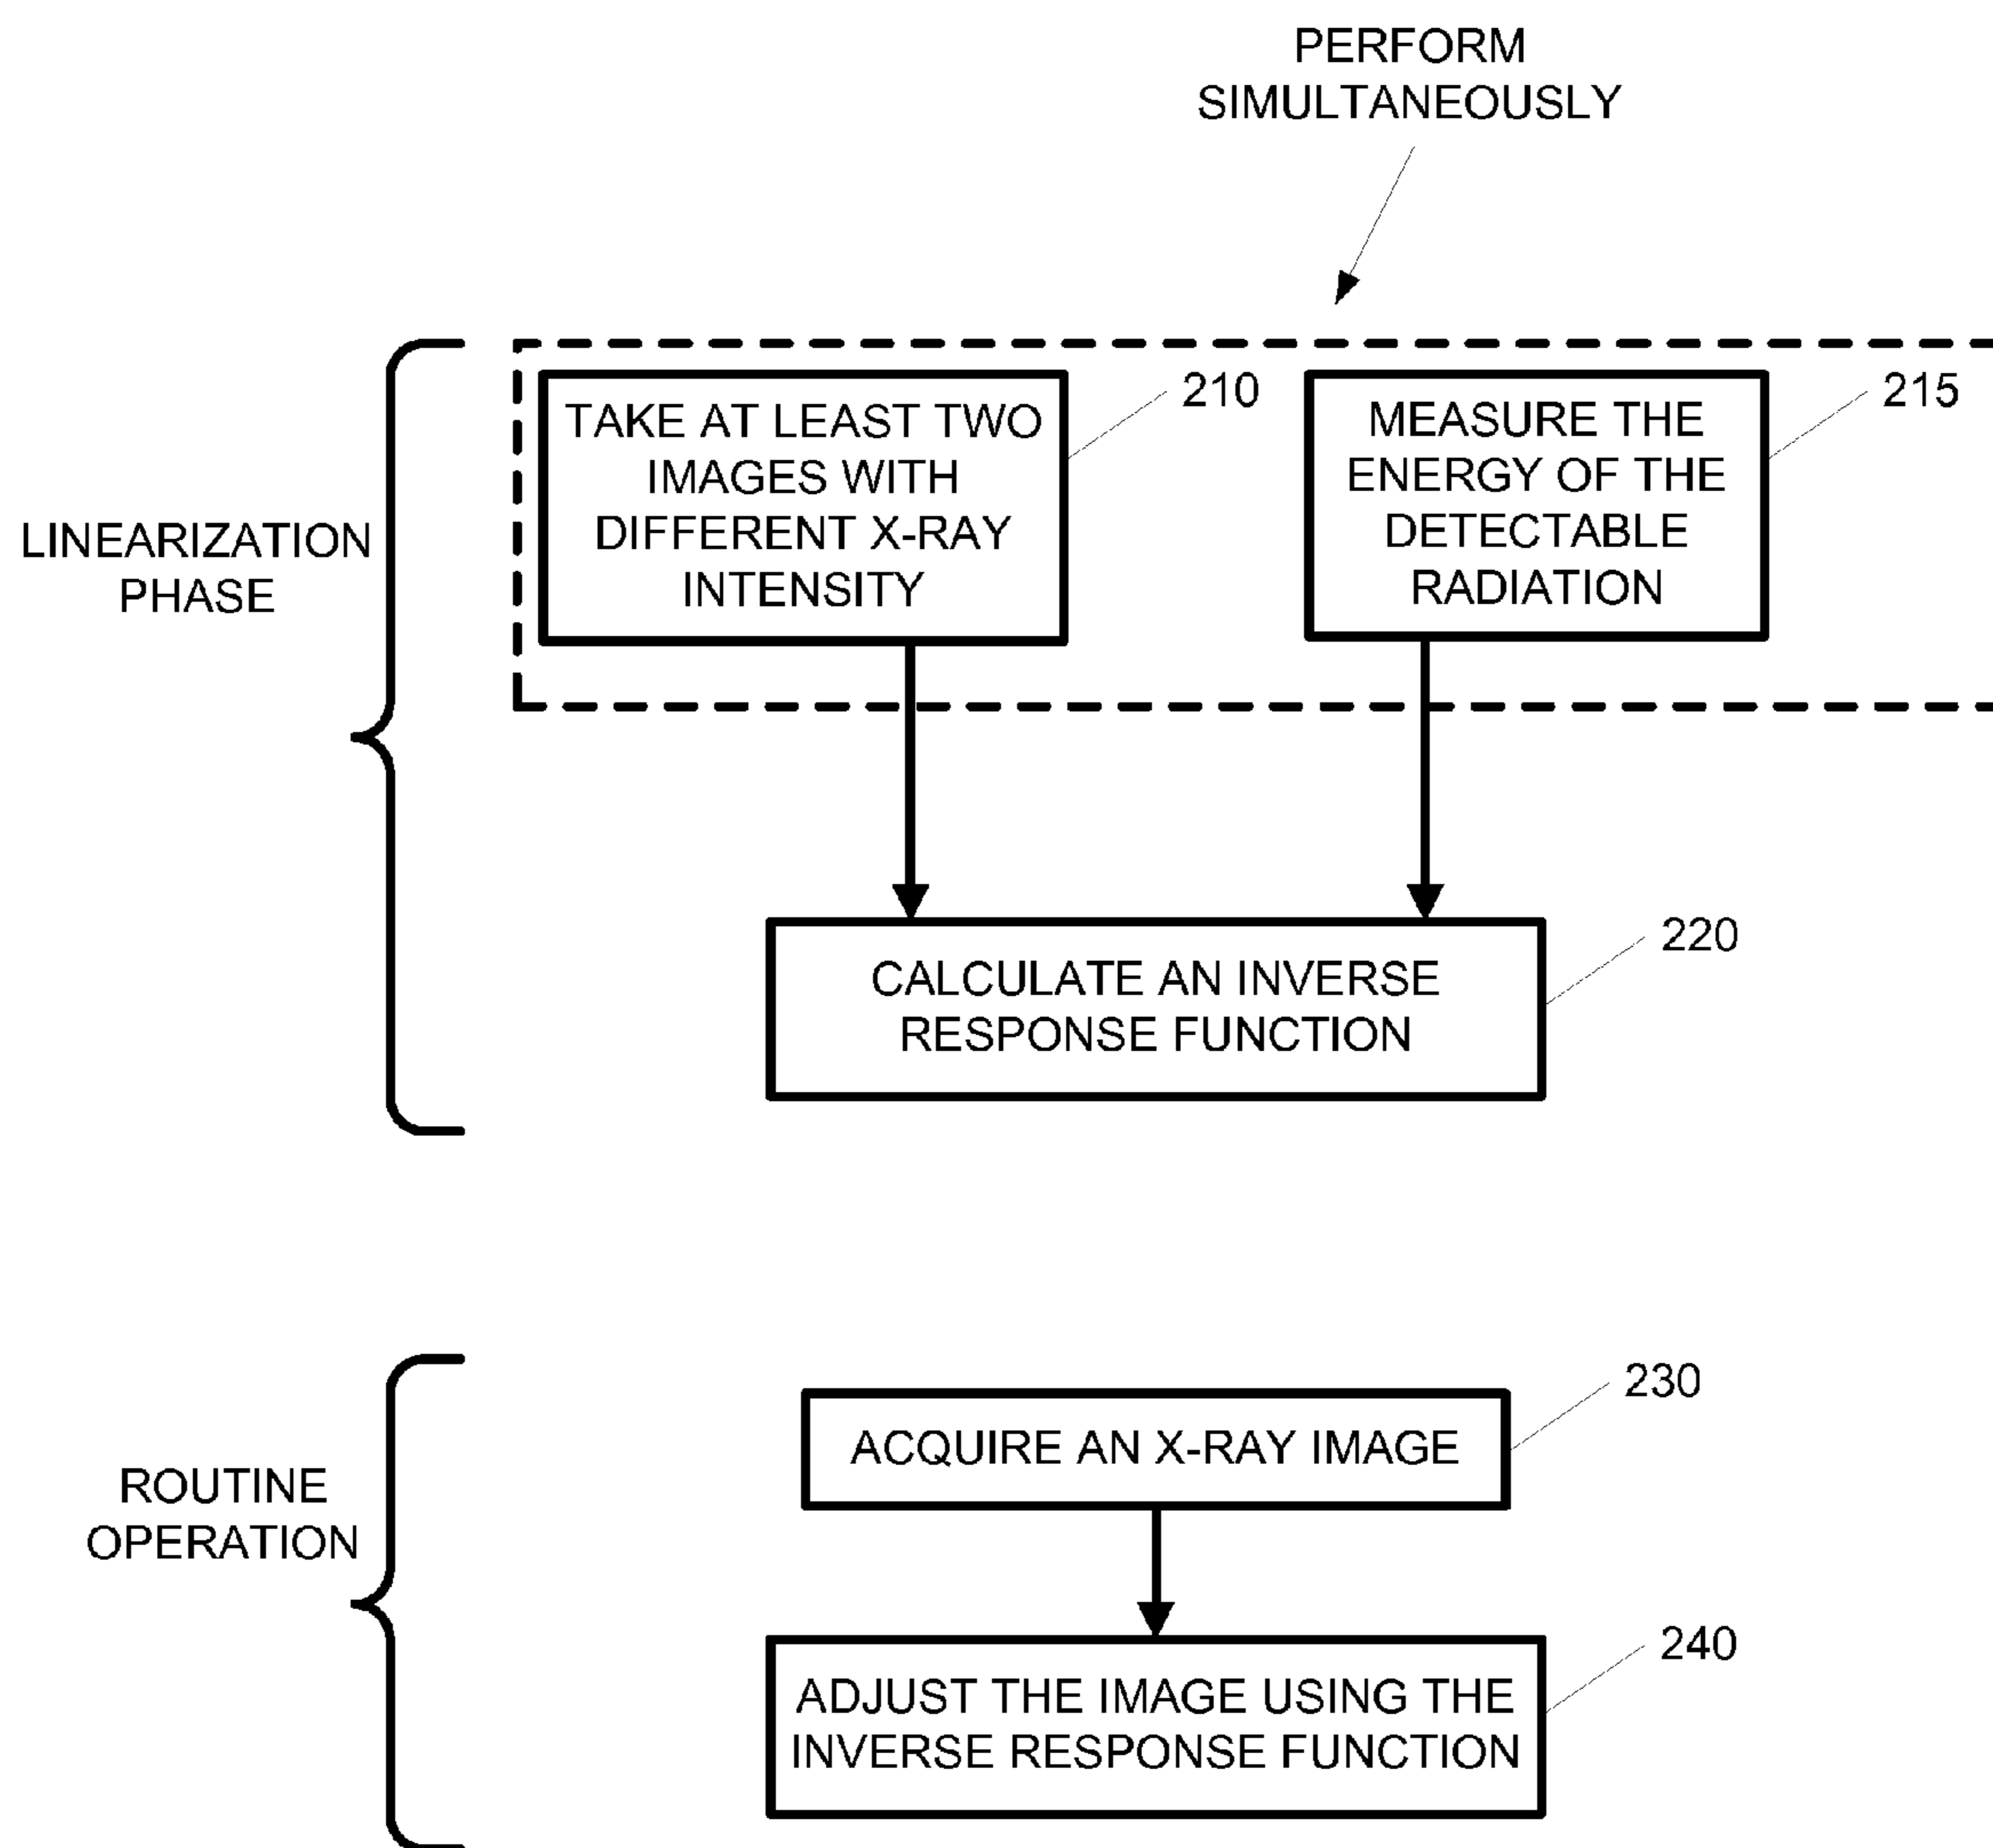 PERFORM
SIMULTANEOUSLY
TAKE AT LEAST TWO
IMAGES WITH
DIFFERENT X-RAY
INTENSITY
210
MEASURE THE
ENERGY OF THE
DETECTABLE
RADIATION
215
LINEARIZATION
PHASE
CALCULATE AN INVERSE
RESPONSE FUNCTION
220
ROUTINE
OPERATION
ACQUIRE AN X-RAY IMAGE
230
ADJUST THE IMAGE USING THE
INVERSE RESPONSE FUNCTION
240